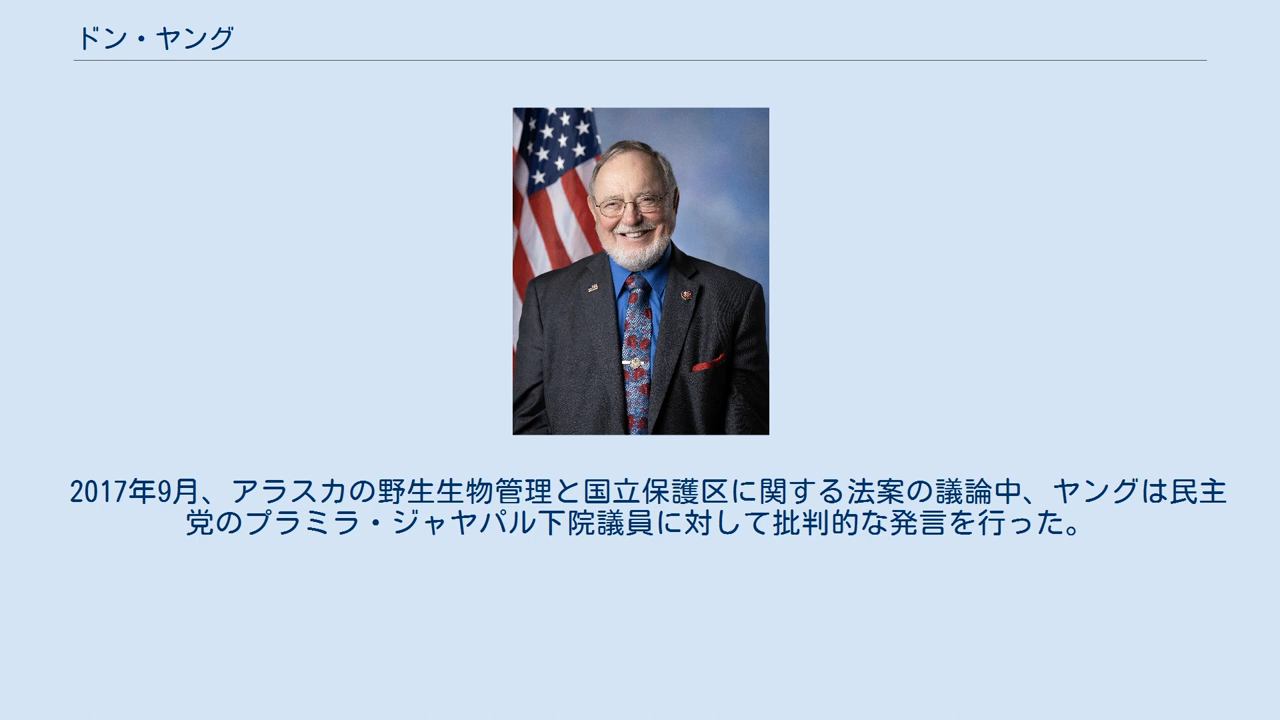 ドン・ヤング
2017年9月、アラスカの野生生物管理と国立保護区に関する法案の議論中、ヤングは民主
党のプラミラ・ジャヤパル下院議員に対して批判的な発言を行った。